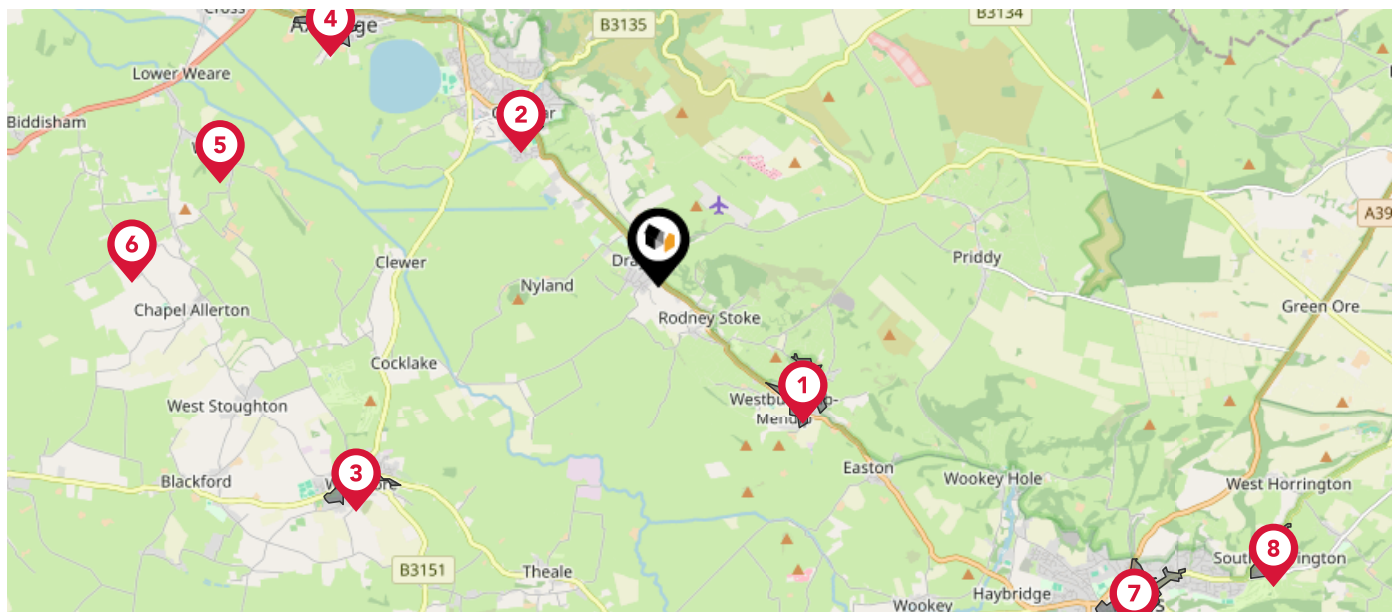 Cross
B3134
4
B3135
Lower Weare
2
Biddisham
5
A39
6
Priddy
Clewer
Nyland
Chapel Allerton
Green Ore
Rodney Stoke
Cocklake
1
West Stoughton
3
Easton
Blackford
Wookey Hole
West Horrington
8
B3151
Theale
7
Haybridge
Wookey